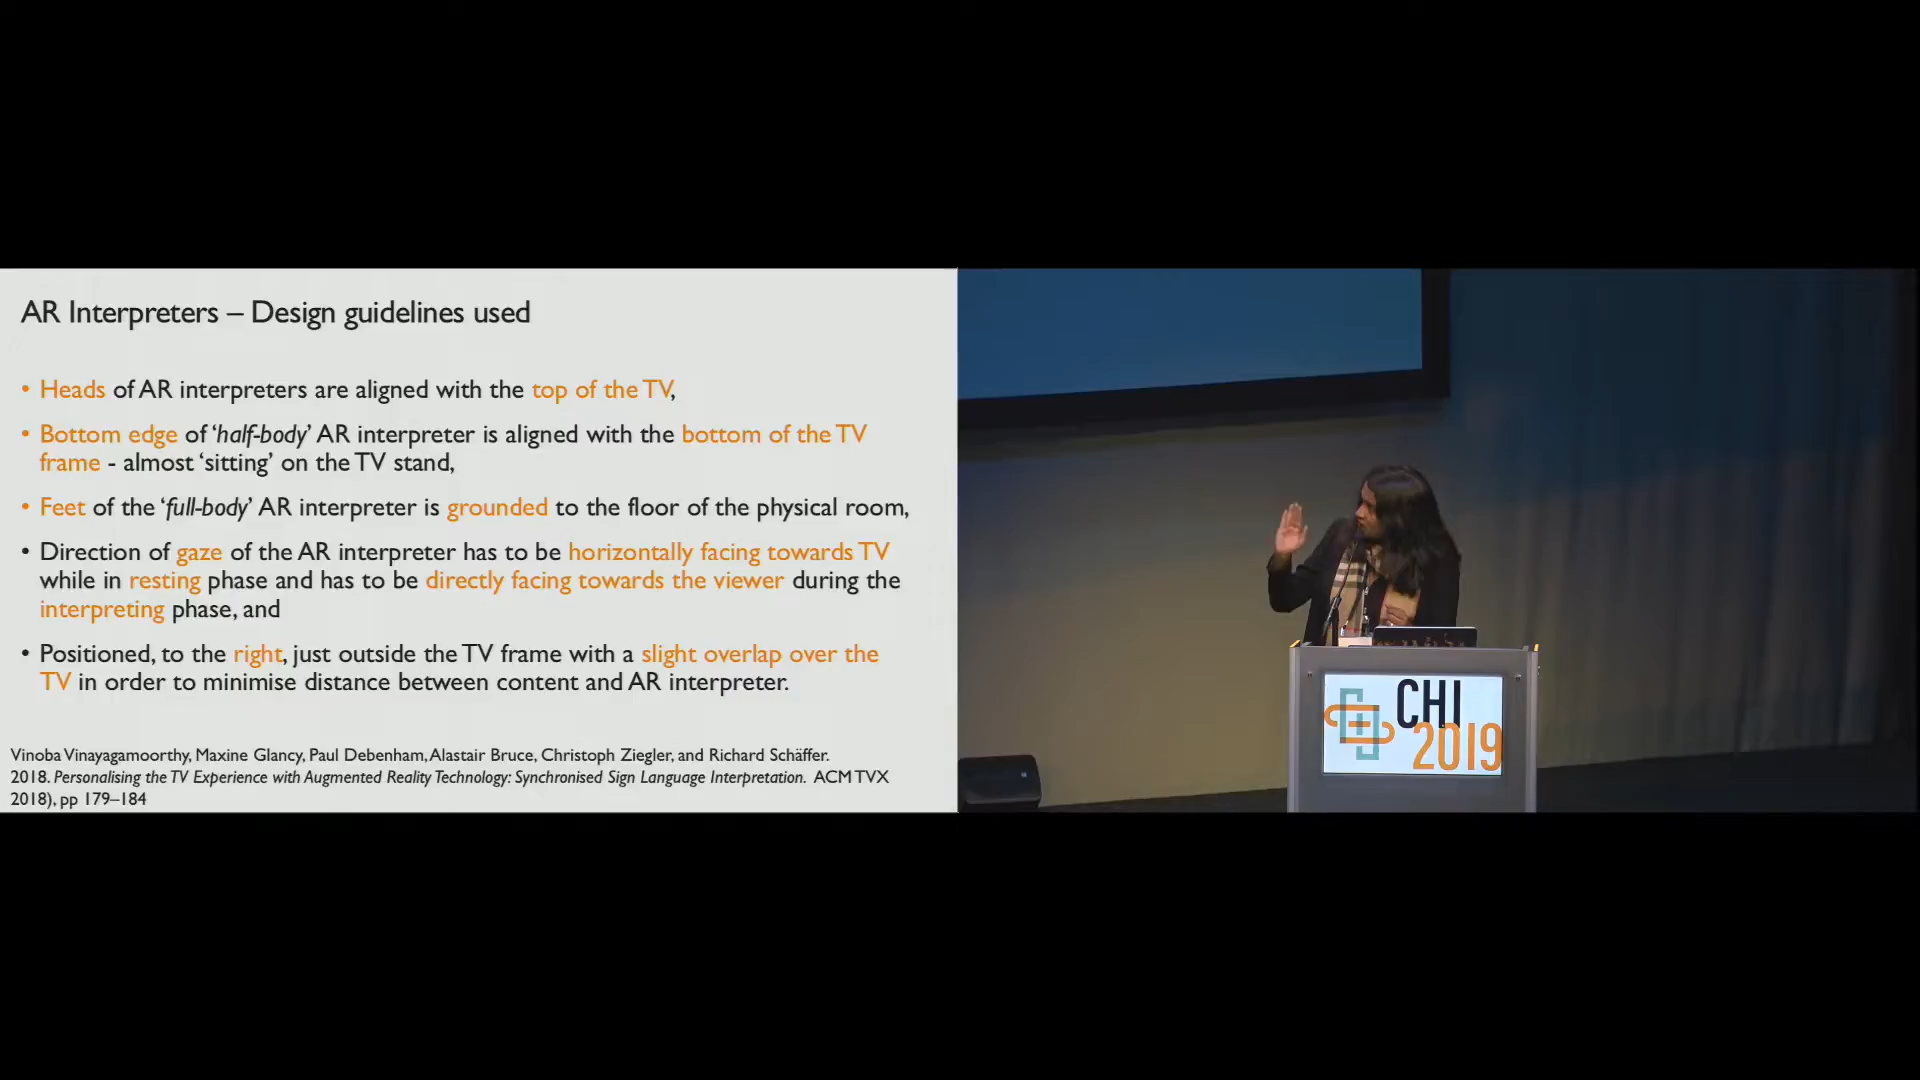 AR Interpreters – Design guidelines used
• Heads of AR interpreters are aligned with the top of the TV,
• Bottom edge of ‘half-body’ AR interpreter is aligned with the bottom of the TV
frame - almost ‘sitting’ on the TV stand,
• Feet of the ‘full-body’ AR interpreter is grounded to the floor of the physical room,
• Direction of gaze of the AR interpreter has to be horizontally facing towards TV
while in resting phase and has to be directly facing towards the viewer during the
interpreting phase, and
• Positioned, to the right, just outside the TV frame with a slight overlap over the
TV in order to minimise distance between content and AR interpreter.
Vinoba Vinayagamoorthy, Maxine Glancy, Paul Debenham, Alastair Bruce, Christoph Ziegler, and Richard Schäffer.
2018. Personalising the TV Experience with Augmented Reality Technology: Synchronised Sign Language Interpretation. ACM TVX
2018), pp 179–184
CHI
2019